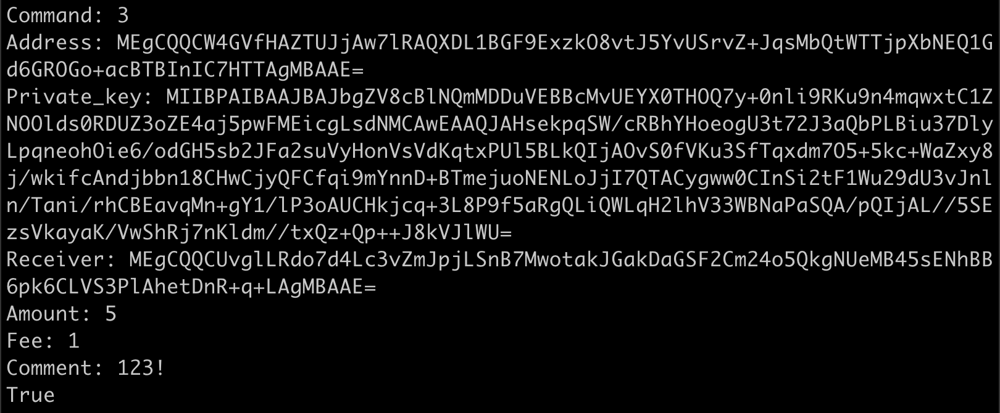 Command: 3
Address: MEgCQQCW4GVfHAZTUJjAw7lRAQXDL1BGF9ExzkO8vtJ5YvUSrvZ+JqsMbQtWTTjpXbNEQ1G
d6GROGo+acBTBInIC7HTTAgMBAAE=
Private_key: MIIBPAIBAAJBAJbgZV8cBlNQmMDDuVEBBcMvUEYX0THOQ7y+0nli9RKu9n4mqwxtC1Z
NOOlds0RDUZ3oZE4aj5pwFMEicgLsdNMCAwEAAQJAHsekpqSW/cRBhYHoeogU3t72J3aQbPLBiu37Dly
LpqneohOie6/odGH5sb2JFa2suVyHonVsVdKqtxPUl5BLkQIjAOvS0fVKu3SfTqxdm7O5+5kc+WaZxy8
j/wkifcAndjbbn18CHwCjyQFCfqi9mYnnD+BTmejuoNENLoJjI7QTACygww0CInSi2tF1Wu29dU3vJnl
n/Tani/rhCBEavqMn+gY1/lP3oAUCHkjcq+3L8P9f5aRgQLiQWLqH2lhV33WBNaPaSQA/pQIjAL//5SE
zsVkayaK/VwShRj7nKldm//txQz+Qp++J8kVJlWU=
Receiver: MEgCQQCUvglLRdo7d4Lc3vZmJpjLSnB7MwotakJGakDaGSF2Cm24o5QkgNUeMB45sENhBB
6pk6CLVS3PlAhetDnR+q+LAgMBAAE=
Amount: 5
Fee: 1
Comment: 123!
True